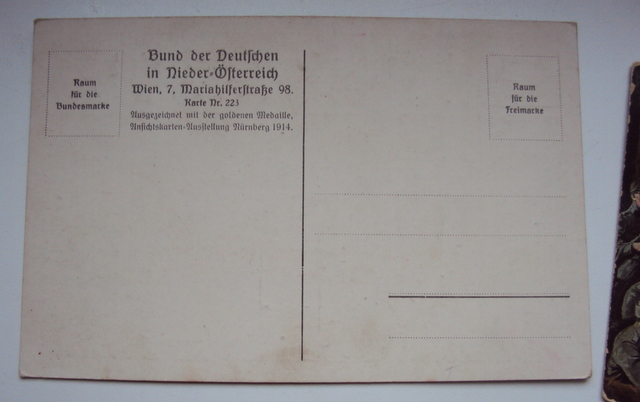 Raum
für die
Bundesmarke
Bund der Deutschen
in Nieder-Österreich
Wien, 7, Mariahilferstraße 98.
Karte Nr. 223
Ausgezeichnet mit der goldenen Medaille,
Ansichtskarten-Ausstellung Nürnberg 1914.
Raum
für die
Freimarke